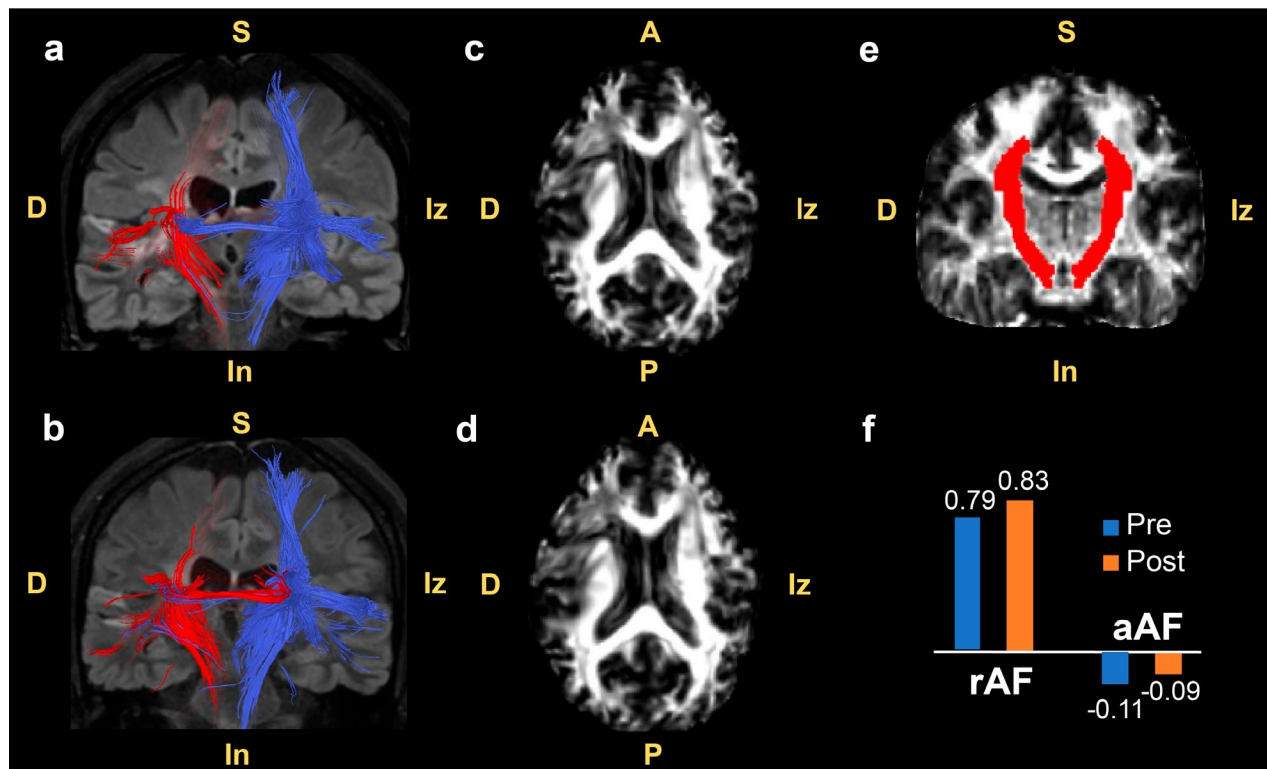 a
S
D
Iz
In
c
A
D
Iz
P
e
S
D
Iz
In
b
S
D
Iz
In
d
A
D
Iz
P
f
0.79
0.83
Pre
Post
aAF
rAF
-0.11
-0.09